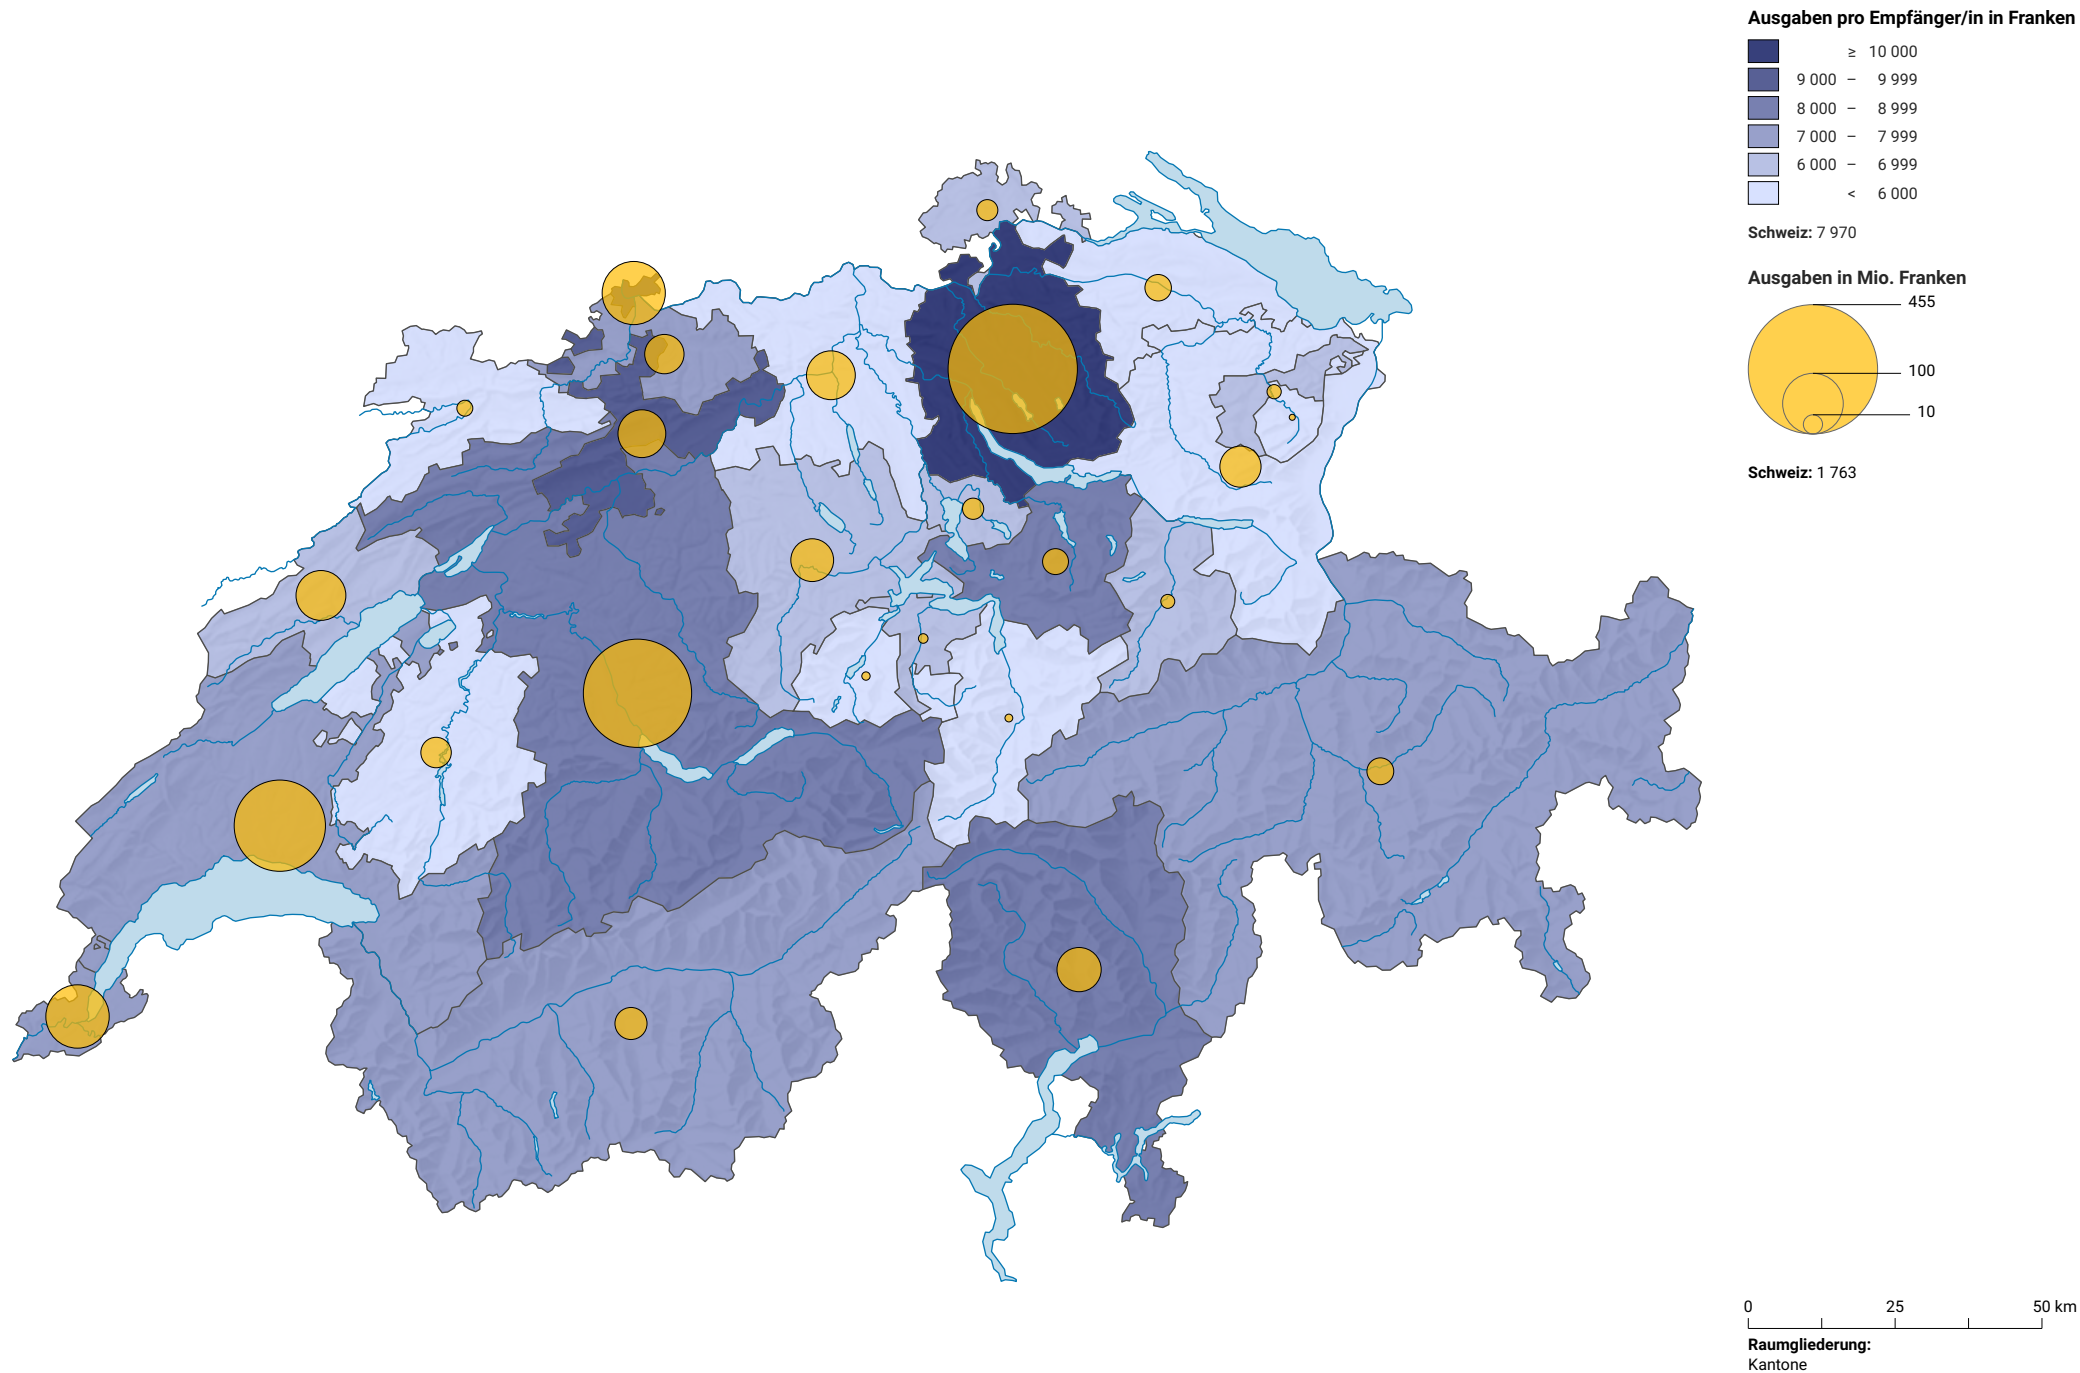 Ausgaben pro Empfänger/in in Franken
≥ 10 000
9 000 – 9 999
8 000 – 8 999
7 000 – 7 999
6 000 – 6 999
< 6 000
Schweiz: 7 970
Ausgaben in Mio. Franken
455
100
10
Schweiz: 1 763
0 25 50 km
Raumgliederung:
Kantone